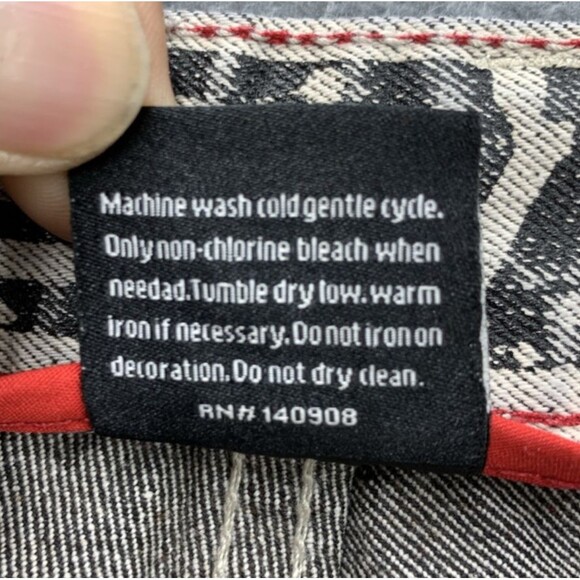 Machine wash cold gentle cycle.
Only non-chlorine bleach when
needad.Tumble dry low.warm
iron if necessary.Do not iron on
decoration.Do not dry clean.
RN# 140908